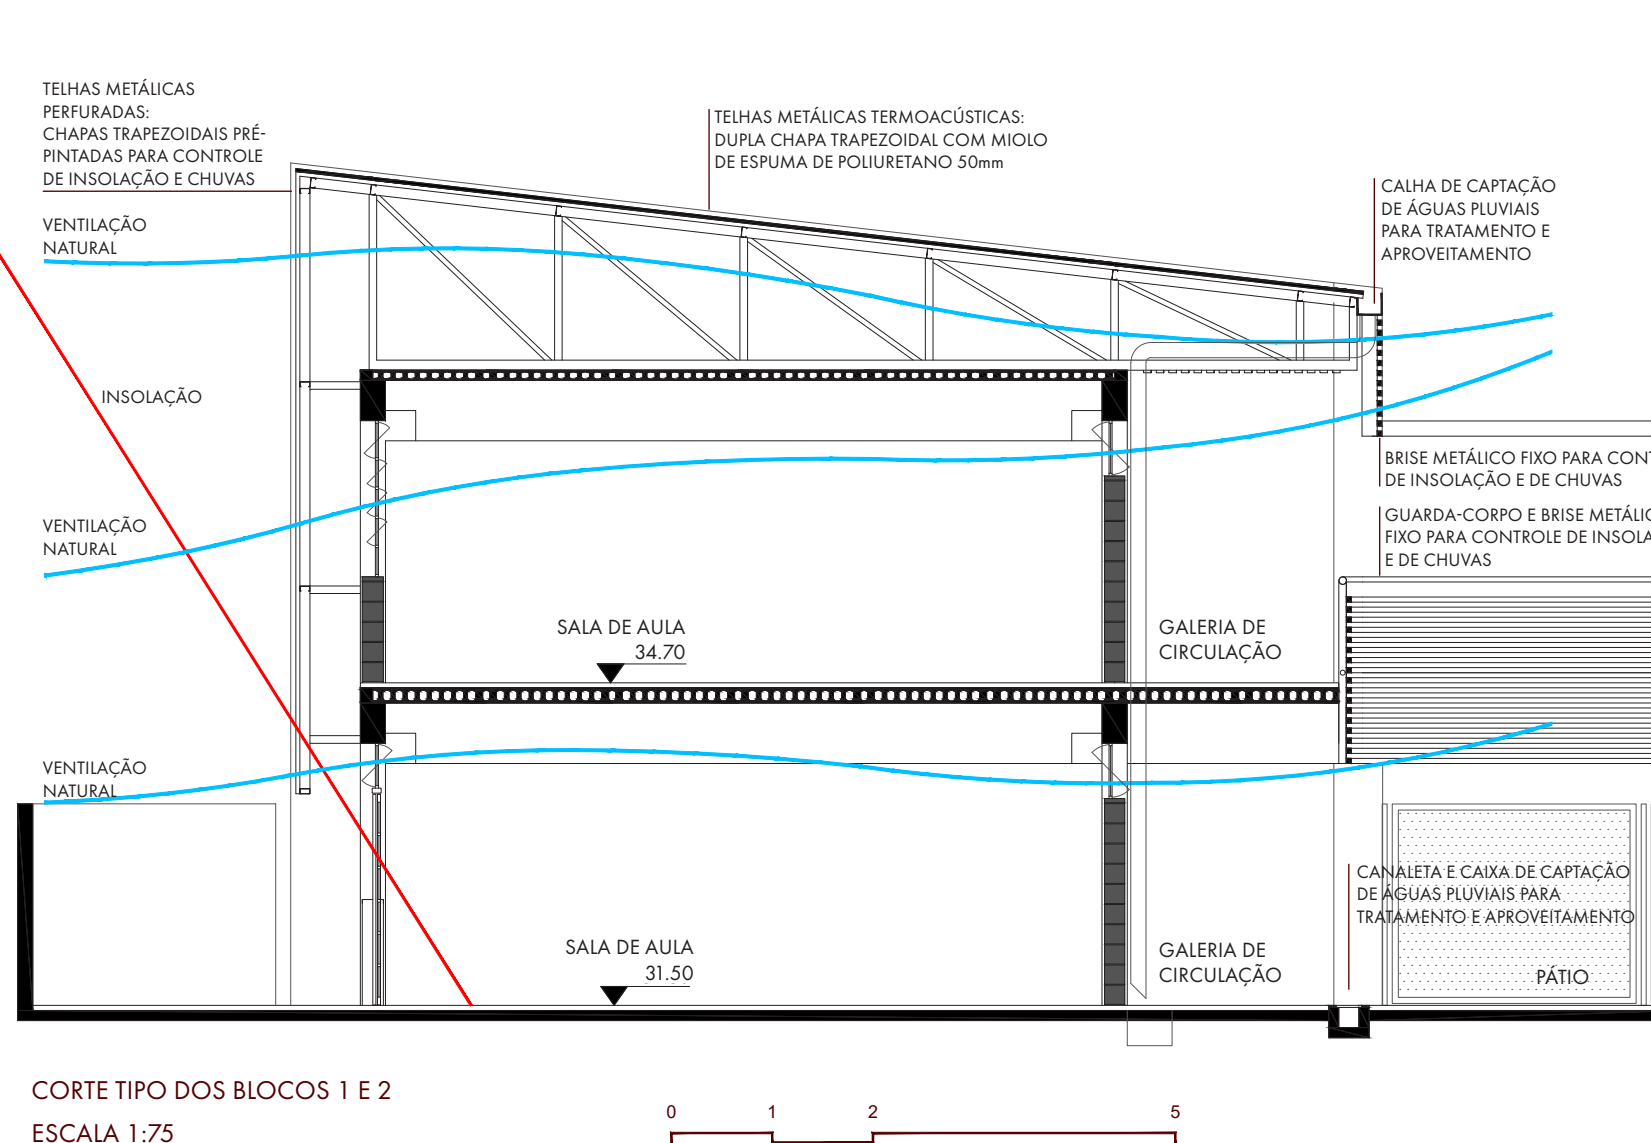 TELHAS METÁLICAS
PERFURADAS:
CHAPAS TRAPEZOIDAIS PRÉ-
PINTADAS PARA CONTROLE
DE INSOLAÇÃO E CHUVAS
TELHAS METÁLICAS TERMOACÚSTICAS:
DUPLA CHAPA TRAPEZOIDAL COM MIOLO
DE ESPUMA DE POLIURETANO 50mm
CALHA DE CAPTAÇÃO
DE ÁGUAS PLUVIAIS
PARA TRATAMENTO E
APROVEITAMENTO
VENTILAÇÃO
NATURAL
INSOLAÇÃO
BRISE METÁLICO FIXO PARA CONT
DE INSOLAÇÃO E DE CHUVAS
GUARDA-CORPO E BRISE METÁLIC
FIXO PARA CONTROLE DE INSOLA
E DE CHUVAS
VENTILAÇÃO
NATURAL
SALA DE AULA
34.70
GALERIA DE
CIRCULAÇÃO
VENTILAÇÃO
NATURAL
CANALETA E CAIXA DE CAPTAÇÃO
DE ÁGUAS PLUVIAIS PARA
TRATAMENTO E APROVEITAMENTO
SALA DE AULA
31.50
GALERIA DE
CIRCULAÇÃO
PÁTIO
CORTE TIPO DOS BLOCOS 1 E 2
ESCALA 1:75
0 1 2 5